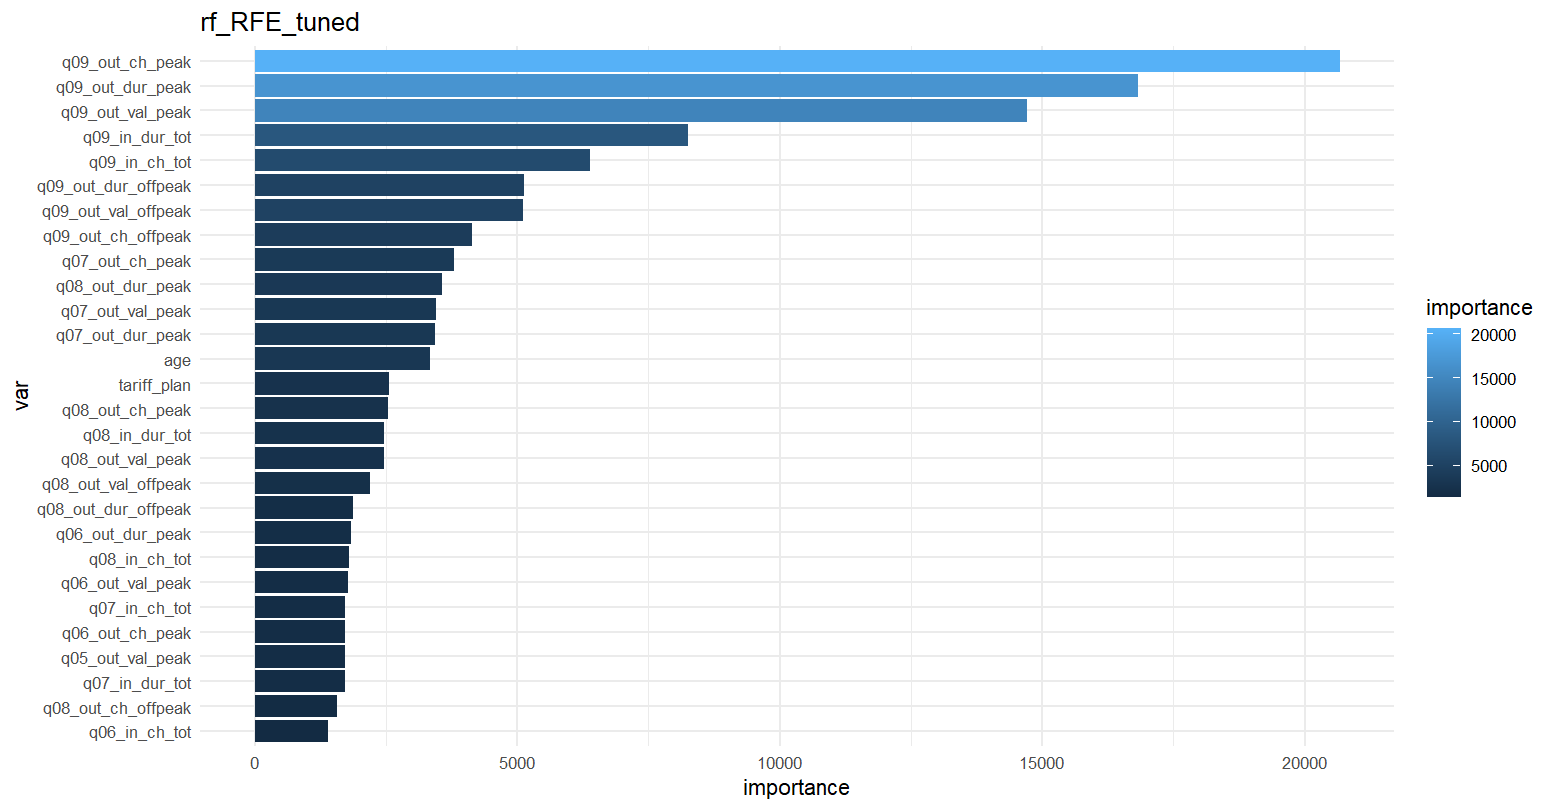 rf_RFE_tuned
q09_out_ch_peak
q09_out_dur_peak
q09_out_val_peak
q09_in_dur_tot
q09_in_ch_tot
q09_out_dur_offpeak
q09_out_val_offpeak
q09_out_ch_offpeak
q07_out_ch_peak
q08_out_dur_peak
q07_out_val_peak
q07_out_dur_peak
age
tariff_plan
q08_out_ch_peak
q08_in_dur_tot
q08_out_val_peak
q08_out_val_offpeak
q08_out_dur_offpeak
q06_out_dur_peak
q08_in_ch_tot
q06_out_val_peak
q07_in_ch_tot
q06_out_ch_peak
q05_out_val_peak
q07_in_dur_tot
q08_out_ch_offpeak
q06_in_ch_tot
var
0 5000 10000 15000 20000
importance
importance
20000
15000
10000
5000